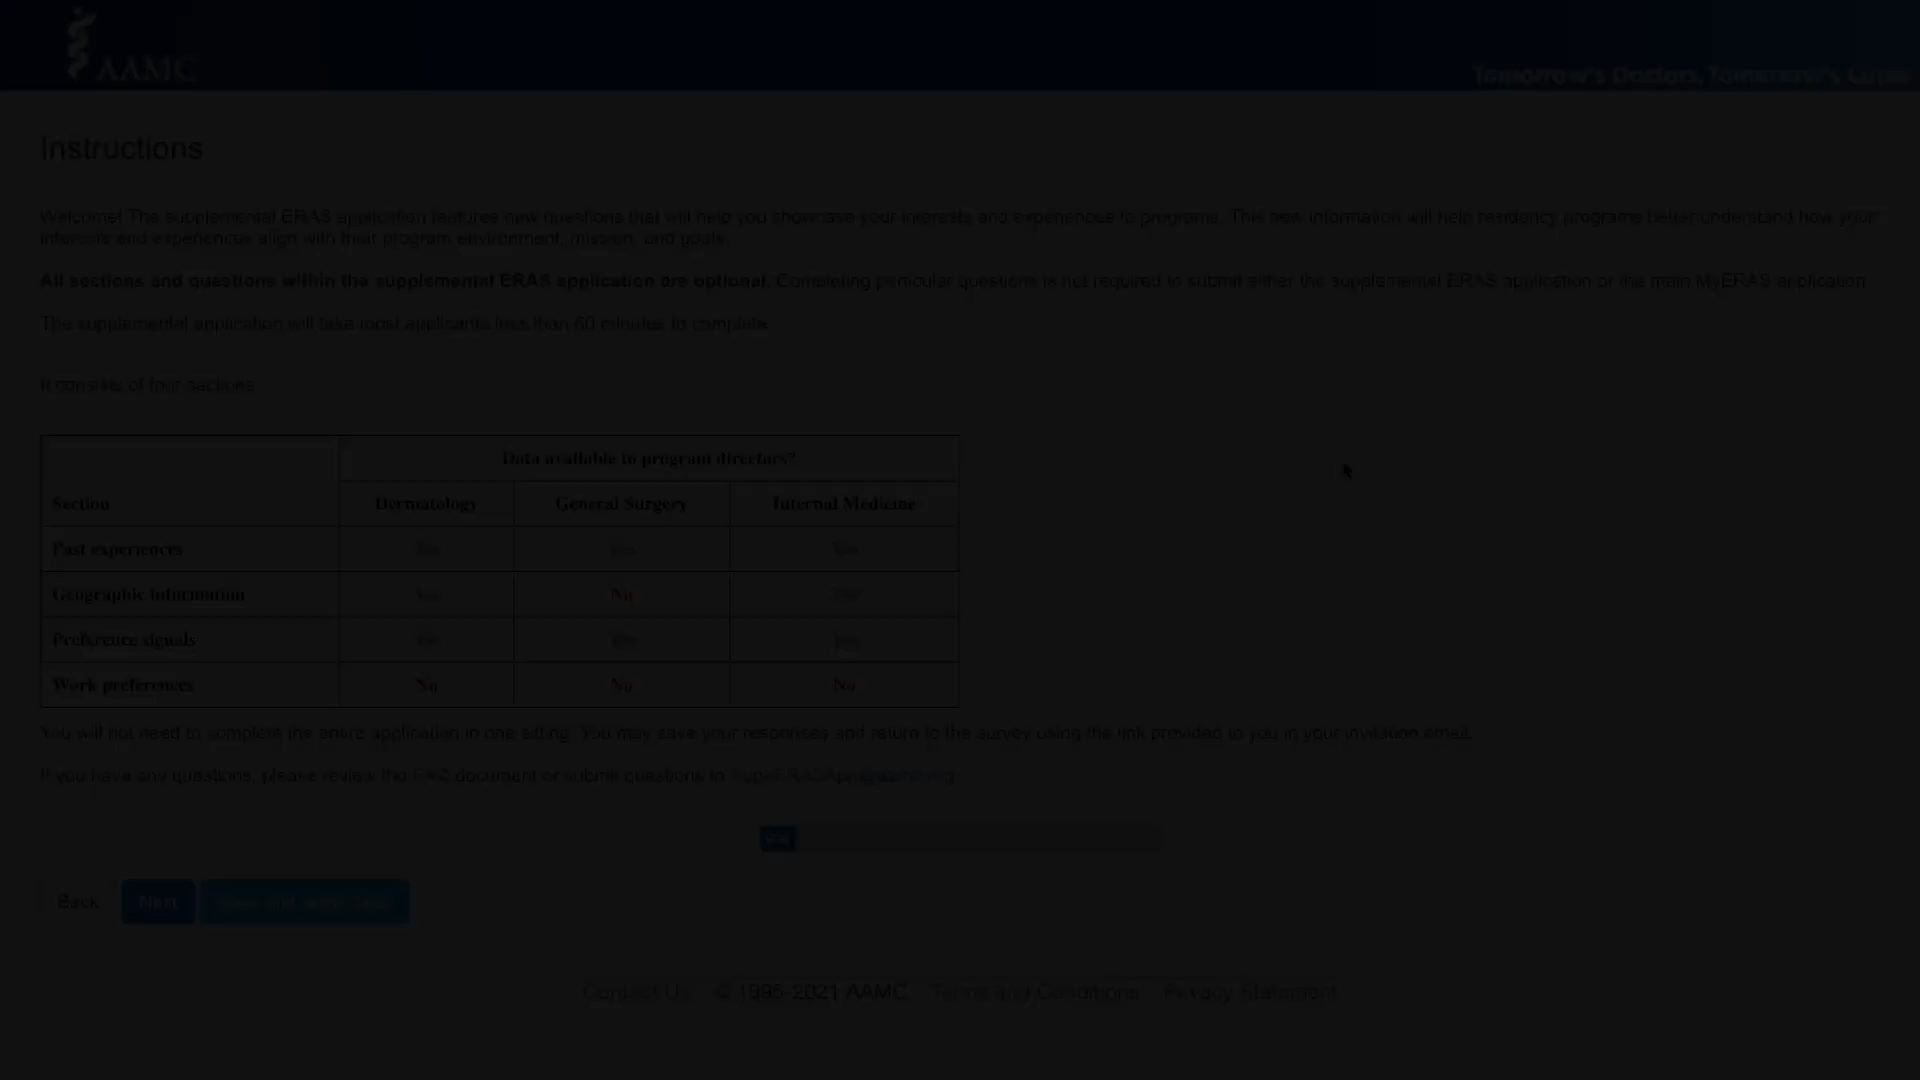 AAMC
Tomorrow's Doctors, Tomorrow's Cures
Instructions
Welcome! The supplemental ERAS application features new questions that will help you showcase your interests and experiences to programs. This new information will help residency programs better understand how your
interests and experiences align with their program environment, mission, and goals.
All sections and questions within the supplemental ERAS application are optional. Completing particular questions is not required to submit either the supplemental ERAS application or the main MyERAS application.
The supplemental application will take most applicants less than 60 minutes to complete.
It consists of four sections:
Data available to program directors?
Section Dermatology General Surgery Internal Medicine
Past experiences Yes Yes Yes
Geographic information Yes No Yes
Preference signals Yes Yes Yes
Work preferences No No No
You will not need to complete the entire application in one sitting. You may save your responses and return to the survey using the link provided to you in your invitation email.
If you have any questions, please review the FAQ document or submit questions to
Back Next
Contact Us © 1995-2021 AAMC Terms and Conditions Privacy Statement